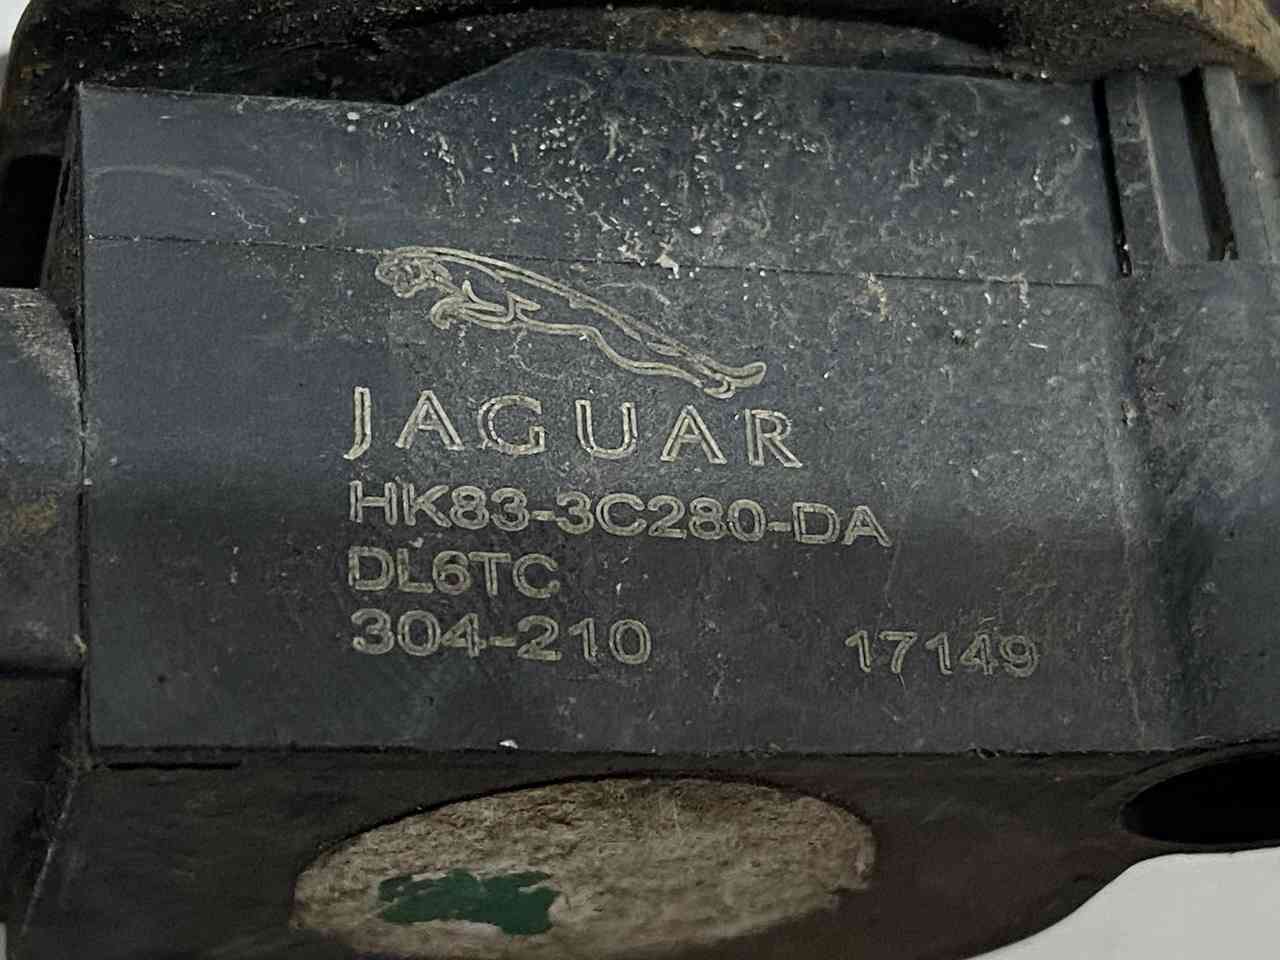 JAGUAR
HK83-3C280-DA
DL6TC
304-210 17149